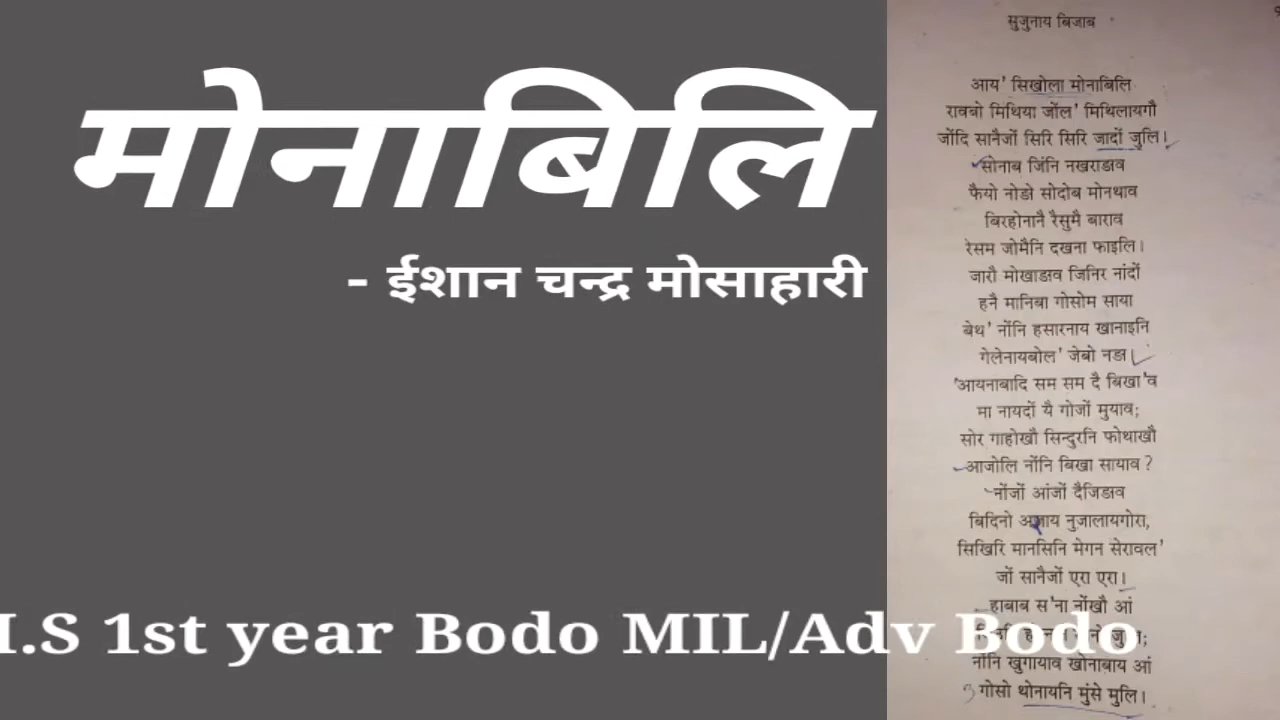 मोनाबिलि
- ईशान चन्द्र मोसाहारी
I.S 1st year Bodo MIL/Adv Bodo
सुजुनाय बिजाब
आय' सिखोला मोनाबिलि
रावबो मिथिया जोंल' मिथिलायगौ
जोंदि सानैजों सिरि सिरि जादों जुलि।
सोनाब जिंनि नखराङाव
फैयो नोङो सोदोब मोनथाव
बिरहोनानै रैसुमै बाराव
रेसम जोमैनि दखना फाइलि।
जारौ मोखाङाव जिनिर नांदों
हनै मानिबा गोसोम साया
बेथ' नोंनि हसारनाय खानाइनि
गेलेनायबोल' जेबो नङा
'आयनाबादि सम सम दै बिखा'व
मा नायदों यै गोजों मुयाव;
सोर गाहोखौ सिन्दुरनि फोथाखौ
आजोलि नोंनि बिखा सायाव?
नोंजों आंजों दैजिङाव
बिदिनो नुजालायगोरा,
सिखिरि मानसिनि मेगन सेरावल'
जों सानैजों एरा एरा।
हाबाब स'ना नोंखौ आं
नोंनि खुगायाव खोनाबाय आं
गोसो थोनायनि मुंसे मुलि।